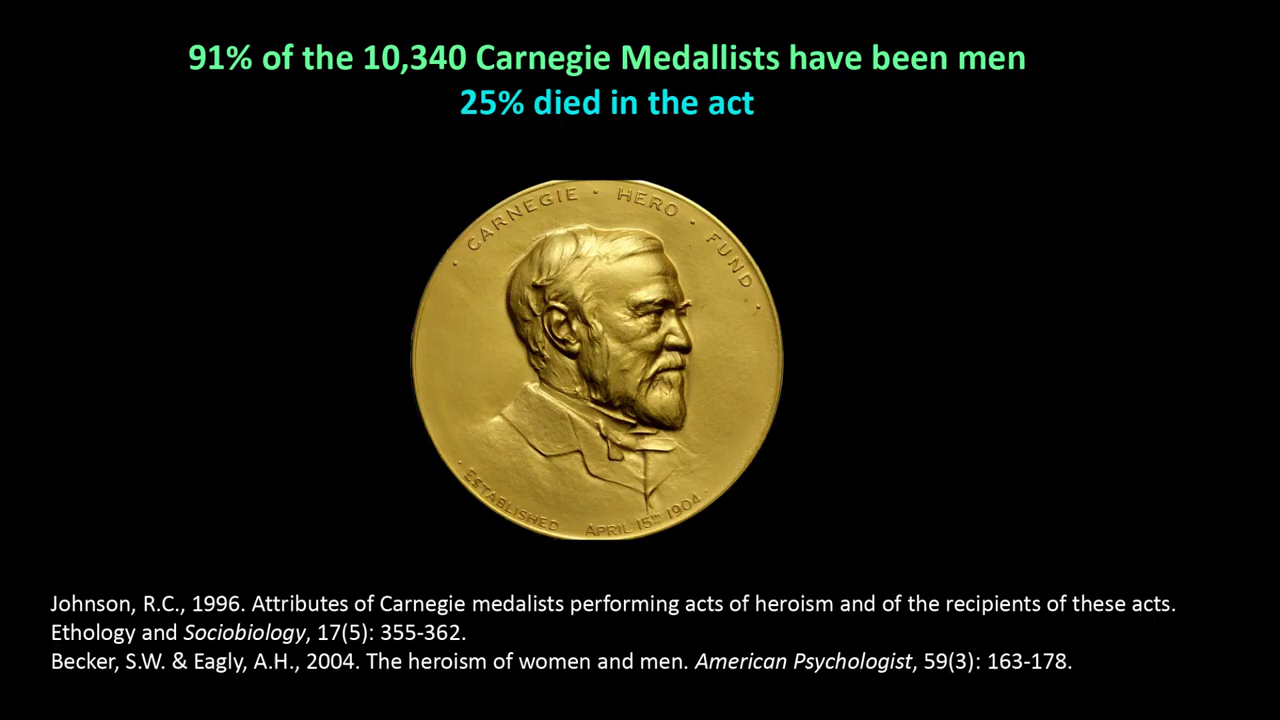 91% of the 10,340 Carnegie Medallists have been men
25% died in the act
CARNEGIE · HERO · FUND
ESTABLISHED APRIL 15TH 1904
Johnson, R.C., 1996. Attributes of Carnegie medalists performing acts of heroism and of the recipients of these acts.
Ethology and Sociobiology, 17(5): 355-362.
Becker, S.W. & Eagly, A.H., 2004. The heroism of women and men. American Psychologist, 59(3): 163-178.